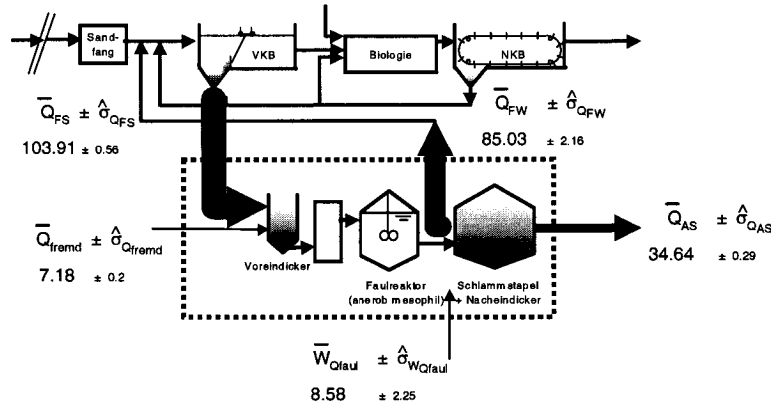 Sand-
fang
VKB
Biologie
NKB
Q̅FS ± σ̂QFS
103.91 ± 0.56
Q̅FW ± σ̂QFW
85.03 ± 2.16
Q̅fremd ± σ̂Qfremd
7.18 ± 0.2
Voreindicker
Faulreaktor
(anerob mesophil)
Schlammstapel
+ Nacheindicker
Q̅AS ± σ̂QAS
34.64 ± 0.29
W̅Qfaul ± σ̂WQfaul
8.58 ± 2.25